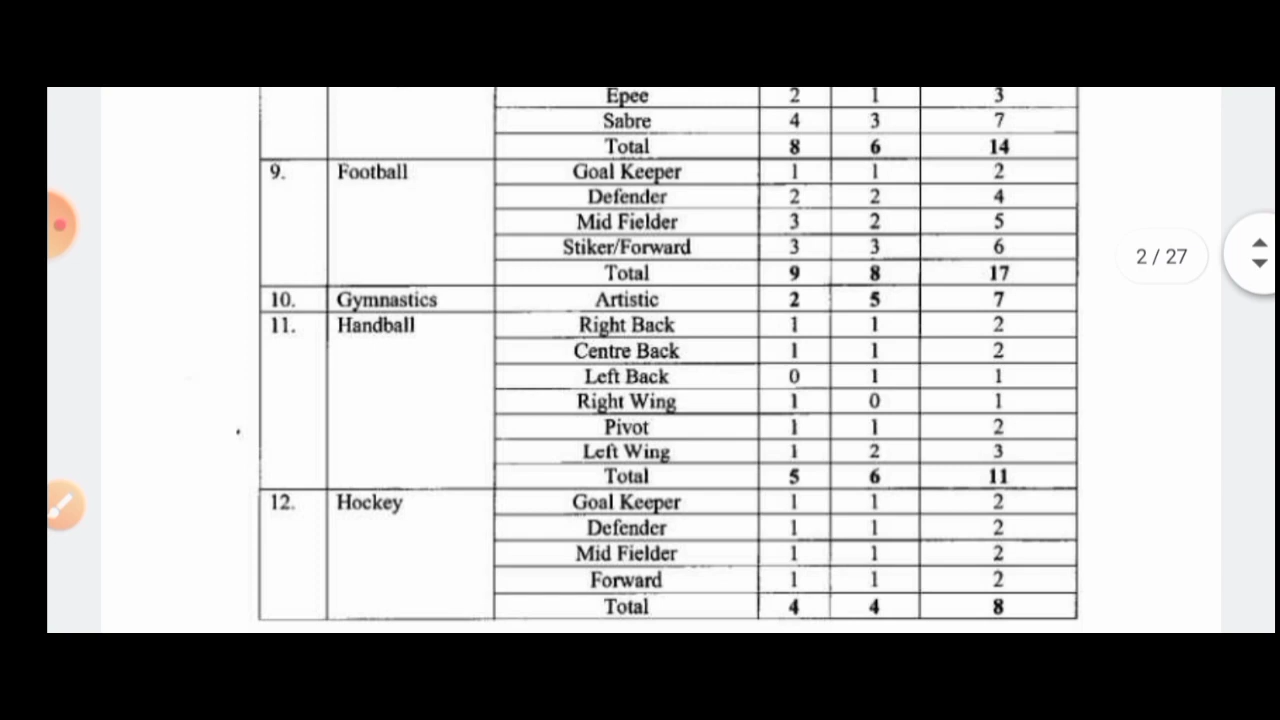 Epee 2 1 3
Sabre 4 3 7
Total 8 6 14
9. Football Goal Keeper 1 1 2
Defender 2 2 4
Mid Fielder 3 2 5
Stiker/Forward 3 3 6
Total 9 8 17
10. Gymnastics Artistic 2 5 7
11. Handball Right Back 1 1 2
Centre Back 1 1 2
Left Back 0 1 1
Right Wing 1 0 1
Pivot 1 1 2
Left Wing 1 2 3
Total 5 6 11
12. Hockey Goal Keeper 1 1 2
Defender 1 1 2
Mid Fielder 1 1 2
Forward 1 1 2
Total 4 4 8
2 / 27